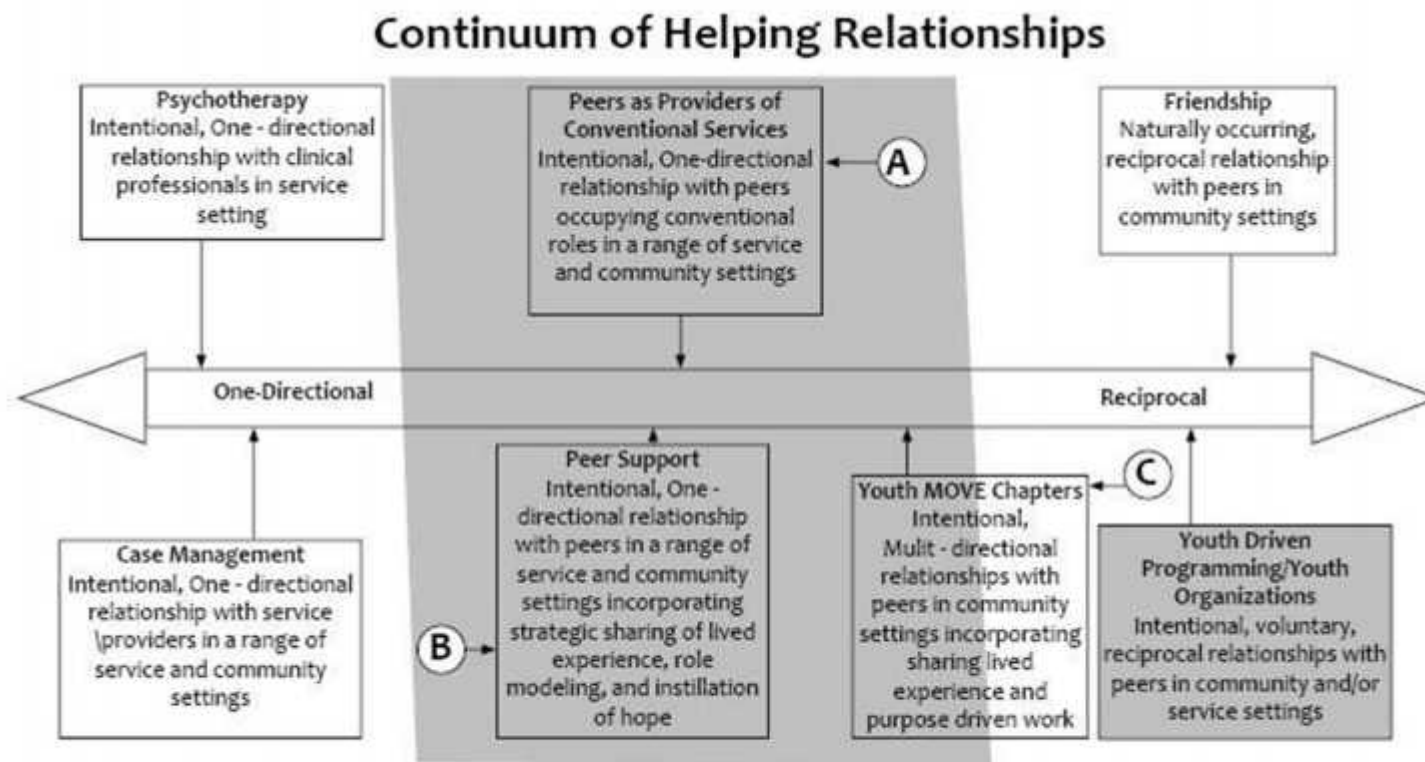 Continuum of Helping Relationships
Psychotherapy
Intentional, One - directional
relationship with clinical
professionals in service
setting
Peers as Providers of
Conventional Services
Intentional, One-directional
relationship with peers
occupying conventional
roles in a range of service
and community settings
A
Friendship
Naturally occurring,
reciprocal relationship
with peers in
community settings
One-Directional
Reciprocal
Case Management
Intentional, One - directional
relationship with service
\providers in a range of
service and community
settings
B
Peer Support
Intentional, One -
directional relationship
with peers in a range of
service and community
settings incorporating
strategic sharing of lived
experience, role
modeling, and instillation
of hope
Youth MOVE Chapters
Intentional,
Mulit - directional
relationships with
peers in community
settings incorporating
sharing lived
experience and
purpose driven work
C
Youth Driven
Programming/Youth
Organizations
Intentional, voluntary,
reciprocal relationships with
peers in community and/or
service settings